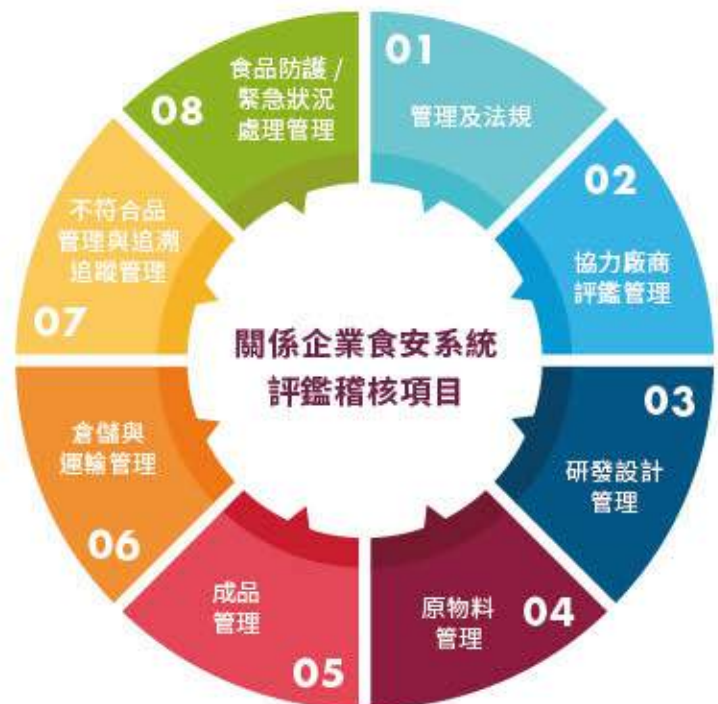 關係企業食安系統
評鑑稽核項目
01
管理及法規
02
協力廠商
評鑑管理
03
研發設計
管理
04
原物料
管理
05
成品
管理
06
倉儲與
運輸管理
07
不符合品
管理與追溯
追蹤管理
08
食品防護 /
緊急狀況
處理管理